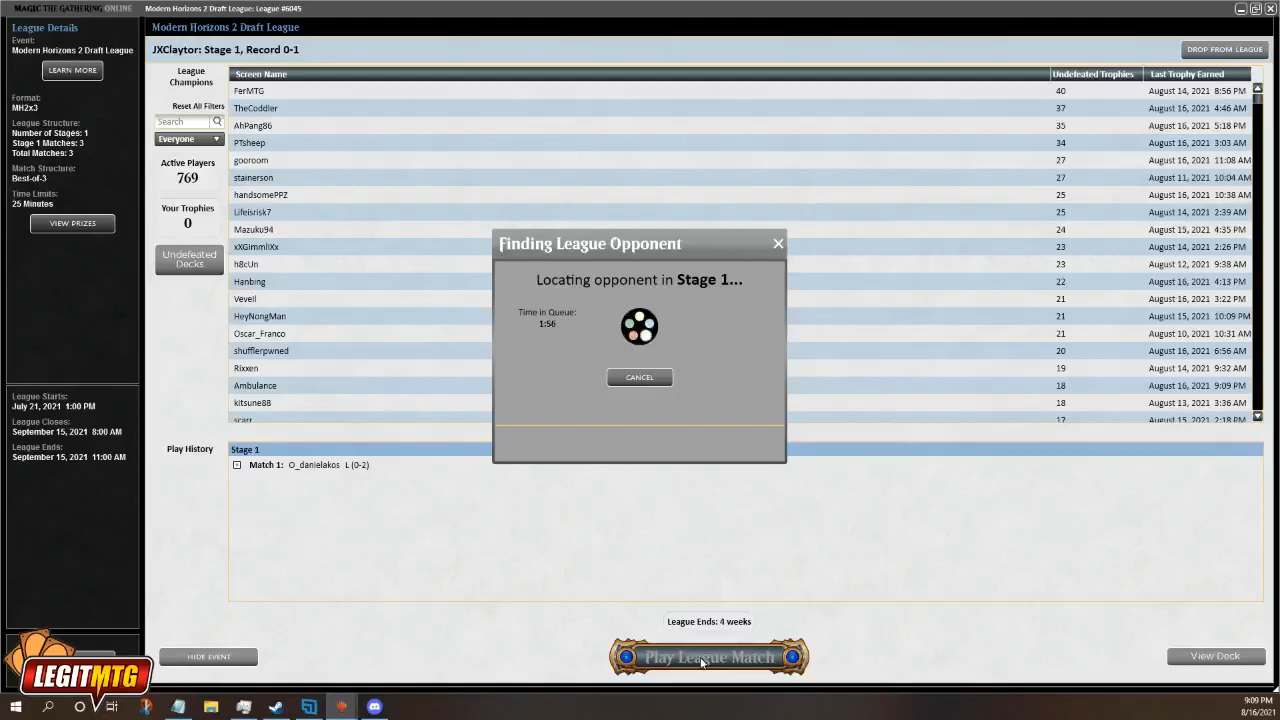 MAGIC THE GATHERING ONLINE
Modern Horizons 2 Draft League: League #6045
League Details
Event:
Modern Horizons 2 Draft League
LEARN MORE
Format:
MH2x3
League Structure:
Number of Stages: 1
Stage 1 Matches: 3
Total Matches: 3
Match Structure:
Best-of-3
Time Limits:
25 Minutes
VIEW PRIZES
League Starts:
July 21, 2021 1:00 PM
League Closes:
September 15, 2021 8:00 AM
League Ends:
September 15, 2021 11:00 AM
Modern Horizons 2 Draft League
JXClaytor: Stage 1, Record 0-1
DROP FROM LEAGUE
League
Champions
Reset All Filters
Search
Everyone
Active Players
769
Your Trophies
0
Undefeated
Decks
Screen Name Undefeated Trophies Last Trophy Earned
FerMTG 40 August 14, 2021 8:56 PM
TheCoddler 37 August 16, 2021 4:46 AM
AhPang86 35 August 16, 2021 5:18 PM
PTsheep 34 August 16, 2021 3:03 AM
gooroom 27 August 16, 2021 11:08 AM
stainerson 27 August 11, 2021 10:04 AM
handsomePPZ 25 August 16, 2021 10:38 AM
Lifeisrisk7 25 August 14, 2021 2:39 AM
Mazuku94 24 August 15, 2021 4:35 PM
xXGimmliXx 23 August 14, 2021 2:26 PM
h8cUn 23 August 12, 2021 9:38 AM
Hanbing 22 August 16, 2021 4:13 PM
Vevell 21 August 16, 2021 3:22 PM
HeyNongMan 21 August 15, 2021 10:09 PM
Oscar_Franco 21 August 10, 2021 10:31 AM
shufflerpwned 20 August 16, 2021 6:56 AM
Rixxen 19 August 14, 2021 9:32 AM
Ambulance 18 August 16, 2021 9:09 PM
kitsune88 18 August 13, 2021 3:36 AM
scarr 17 August 15, 2021 2:18 PM
Finding League Opponent
Locating opponent in Stage 1...
Time in Queue:
1:56
CANCEL
Play History
Stage 1
Match 1: O_danielakos L (0-2)
League Ends: 4 weeks
HIDE EVENT
Play League Match
View Deck
LEGITMTG
9:09 PM
8/16/2021